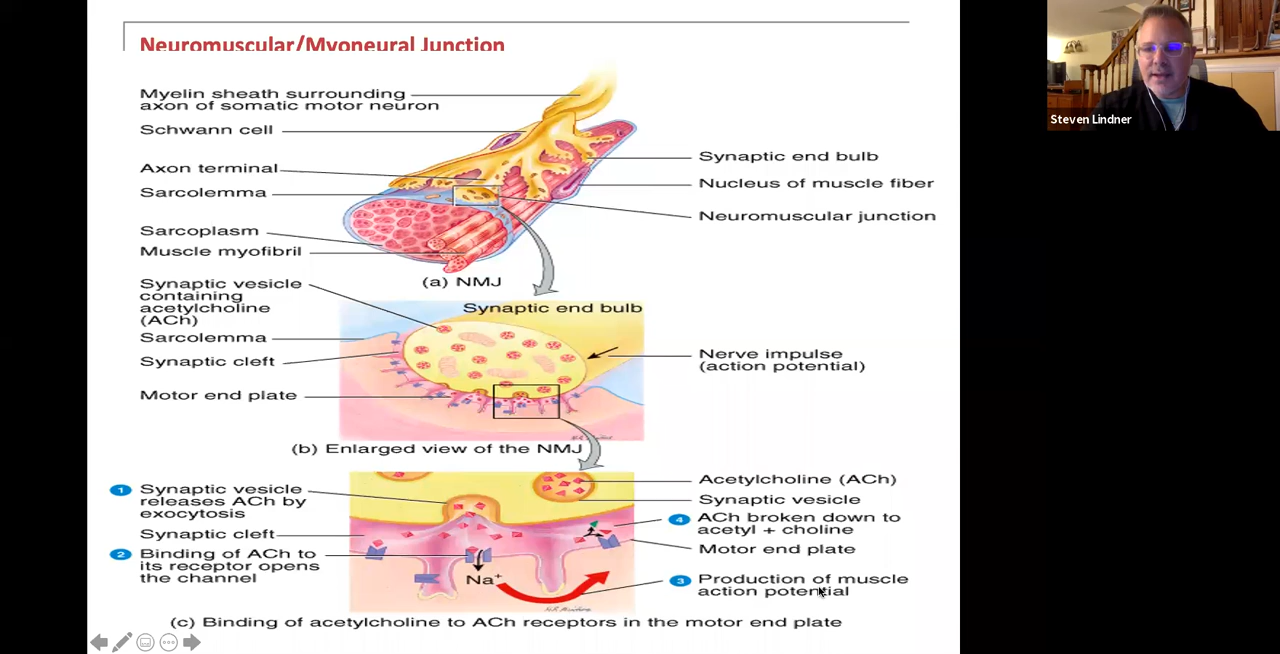 Neuromuscular/Myoneural Junction
Myelin sheath surrounding
axon of somatic motor neuron
Schwann cell
Axon terminal
Sarcolemma
Sarcoplasm
Muscle myofibril
Synaptic end bulb
Nucleus of muscle fiber
Neuromuscular junction
(a) NMJ
Synaptic vesicle
containing
acetylcholine
(ACh)
Sarcolemma
Synaptic cleft
Motor end plate
Synaptic end bulb
Nerve impulse
(action potential)
(b) Enlarged view of the NMJ
1 Synaptic vesicle
releases ACh by
exocytosis
Synaptic cleft
2 Binding of ACh to
its receptor opens
the channel
Na+
Acetylcholine (ACh)
Synaptic vesicle
4 ACh broken down to
acetyl + choline
Motor end plate
3 Production of muscle
action potential
(c) Binding of acetylcholine to ACh receptors in the motor end plate
Steven Lindner